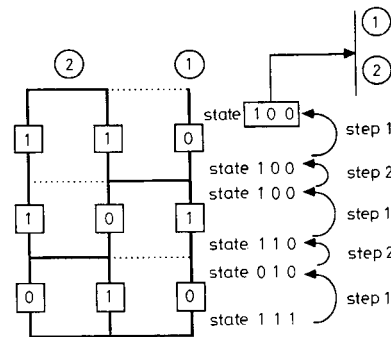 2 1
1
2
state 1 0 0
step 1
1 1 0
state 1 0 0
step 2
state 1 0 0
step 1
1 0 1
state 1 1 0
step 2
state 0 1 0
0 1 0
step 1
state 1 1 1